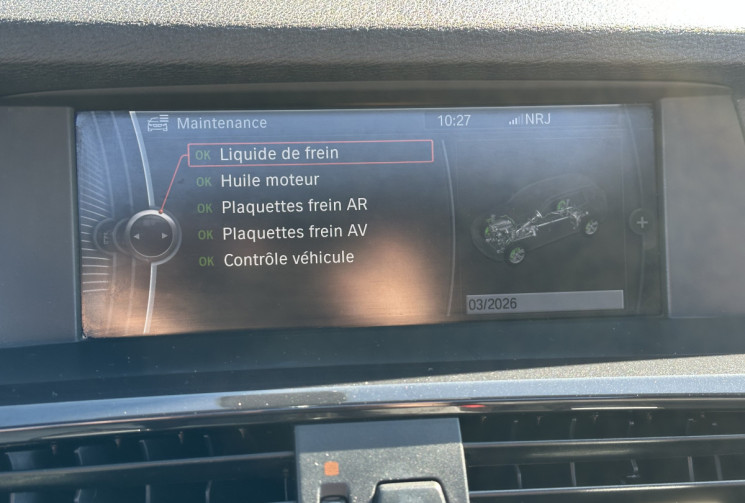 Maintenance
10:27
NRJ
OK Liquide de frein
OK Huile moteur
OK Plaquettes frein AR
OK Plaquettes frein AV
OK Contrôle véhicule
+
03/2026